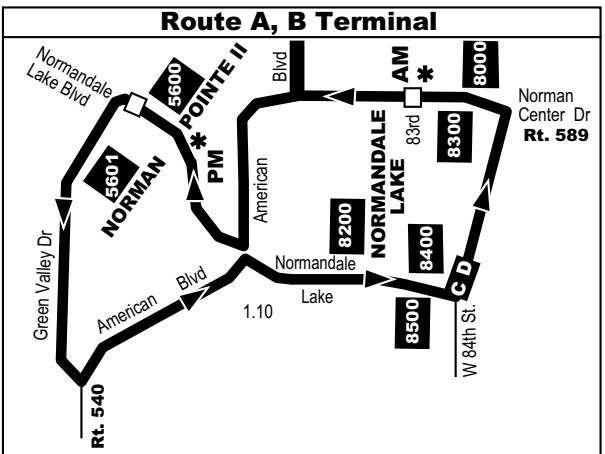 Route A, B Terminal
Normandale
Lake Blvd
5600
POINTE II
*
PM
5601
NORMAN
Blvd
American
AM
*
83rd
8000
8300
Norman
Center Dr
Rt. 589
NORMANDALE
LAKE
8200
8400
8500
C D
W 84th St.
Normandale
Lake
1.10
American Blvd
Green Valley Dr
Rt. 540